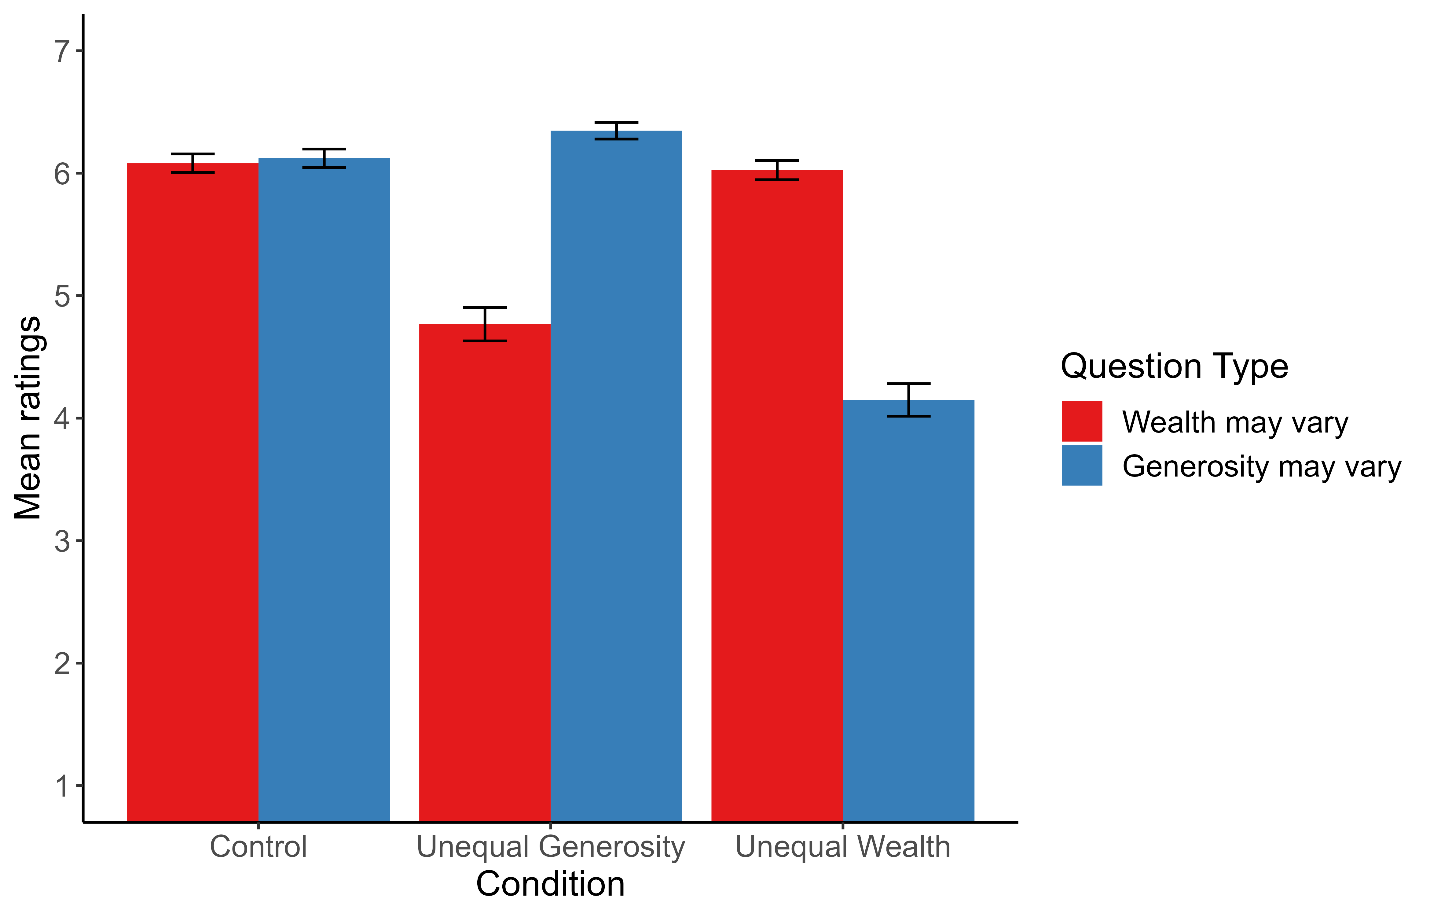 7
6
5
4
3
2
1
Mean ratings
Control
Unequal Generosity
Unequal Wealth
Condition
Question Type
Wealth may vary
Generosity may vary